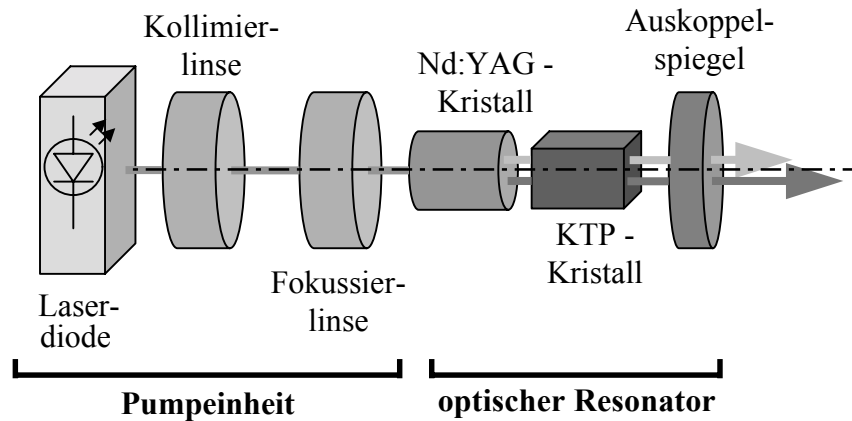 Kollimier-
linse
Nd:YAG -
Kristall
Auskoppel-
spiegel
Laser-
diode
Fokussier-
linse
KTP -
Kristall
Pumpeinheit
optischer Resonator